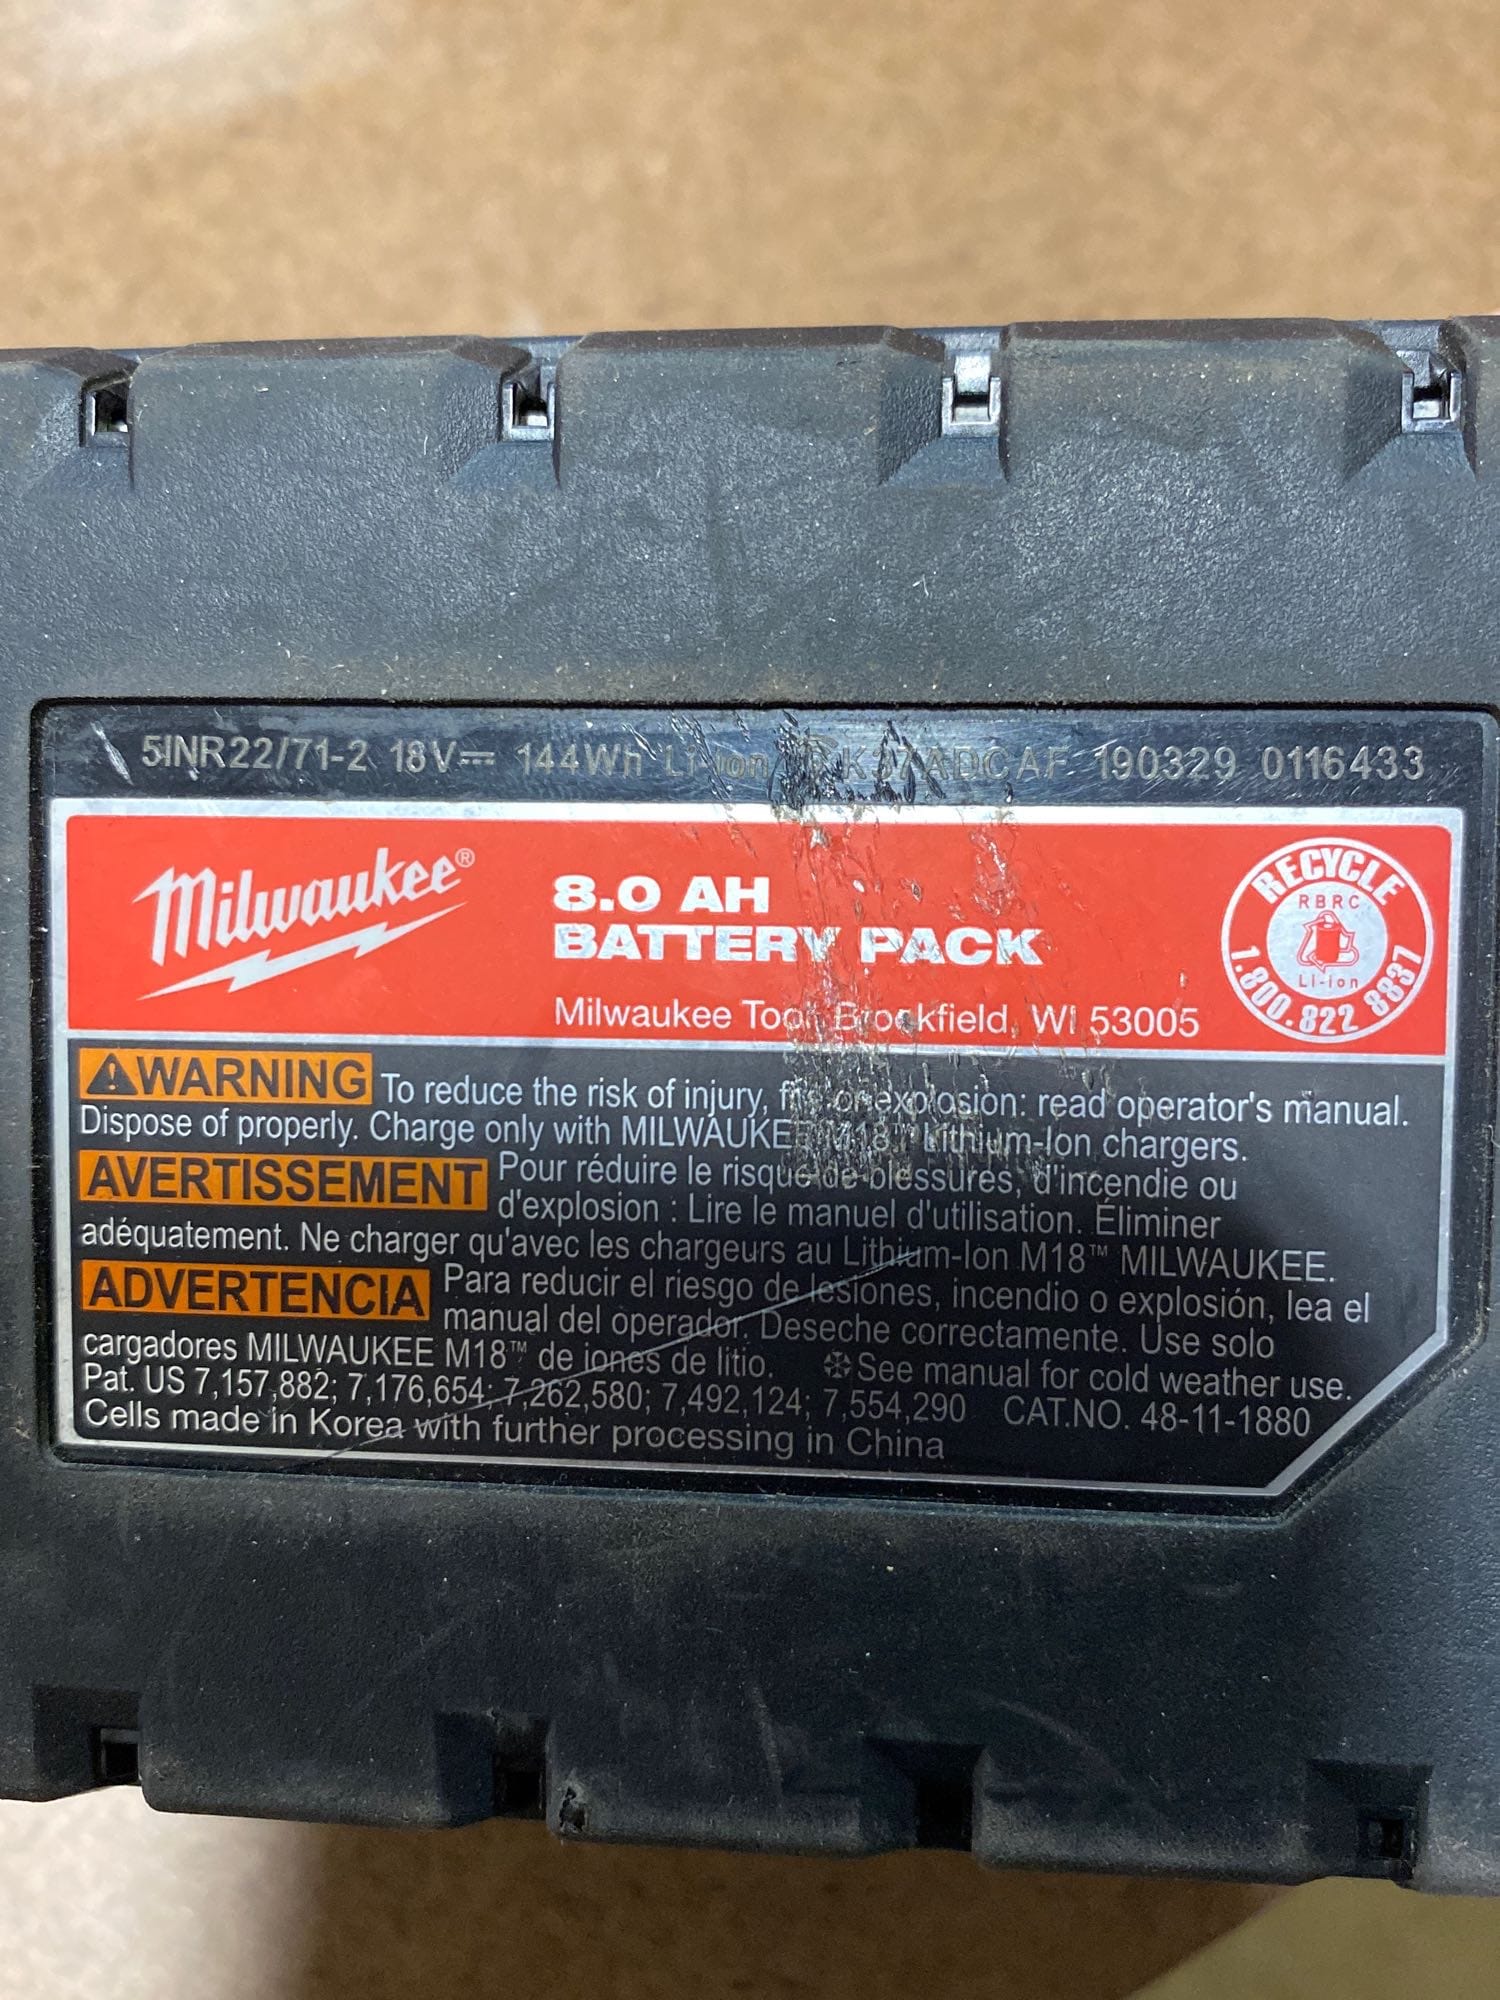 5INR22/71-2 18V⎓ 144Wh Li-Ion K37ADCAF 190329 0116433
Milwaukee®
8.0 AH
BATTERY PACK
Milwaukee Tool, Brookfield, WI 53005
RECYCLE
RBRC
Li-Ion
1.800.822 8837
⚠WARNING To reduce the risk of injury, fire or explosion: read operator's manual.
Dispose of properly. Charge only with MILWAUKEE M18™ Lithium-Ion chargers.
AVERTISSEMENT Pour réduire le risque de blessures, d'incendie ou
d'explosion : Lire le manuel d'utilisation. Éliminer
adéquatement. Ne charger qu'avec les chargeurs au Lithium-Ion M18™ MILWAUKEE.
ADVERTENCIA Para reducir el riesgo de lesiones, incendio o explosión, lea el
manual del operador. Deseche correctamente. Use solo
cargadores MILWAUKEE M18™ de iones de litio. ❄See manual for cold weather use.
Pat. US 7,157,882; 7,176,654; 7,262,580; 7,492,124; 7,554,290 CAT.NO. 48-11-1880
Cells made in Korea with further processing in China